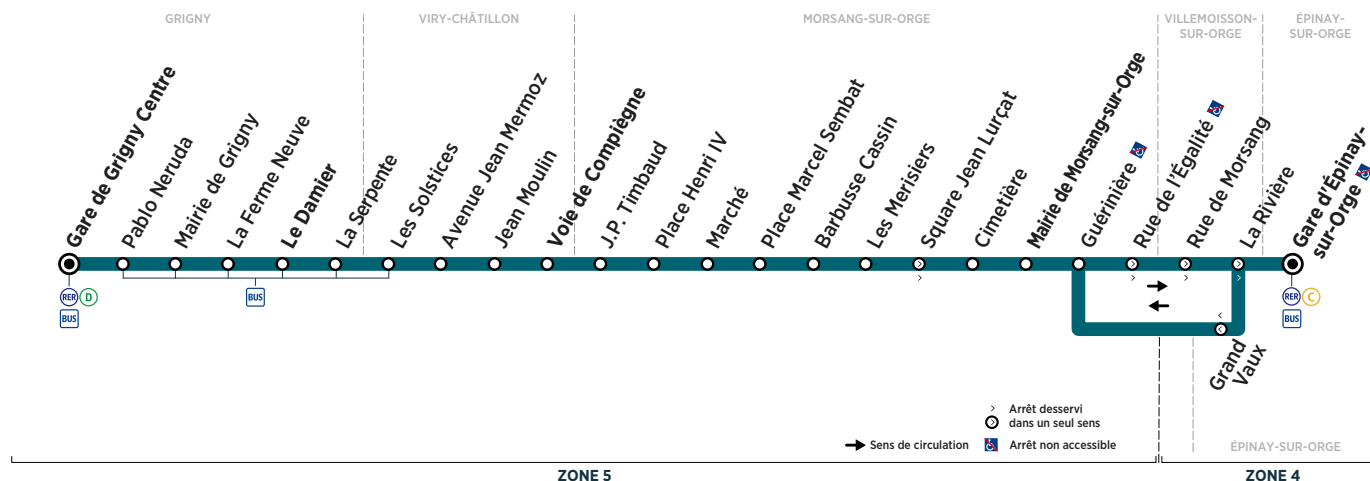 GRIGNY
VIRY-CHÂTILLON
MORSANG-SUR-ORGE
VILLEMOISSON-
SUR-ORGE
ÉPINAY-
SUR-ORGE
Gare de Grigny Centre
Pablo Neruda
Mairie de Grigny
La Ferme Neuve
Le Damier
La Serpente
Les Solstices
Avenue Jean Mermoz
Jean Moulin
Voie de Compiègne
J.P. Timbaud
Place Henri IV
Marché
Place Marcel Sembat
Barbusse Cassin
Les Merisiers
Square Jean Lurçat
Cimetière
Mairie de Morsang-sur-Orge
Guérinière
Rue de l'Égalité
Rue de Morsang
La Rivière
Gare d'Épinay-
sur-Orge
RER D
BUS
BUS
RER C
BUS
Grand
Vaux
Arrêt desservi
dans un seul sens
Sens de circulation
Arrêt non accessible
ÉPINAY-SUR-ORGE
ZONE 5
ZONE 4